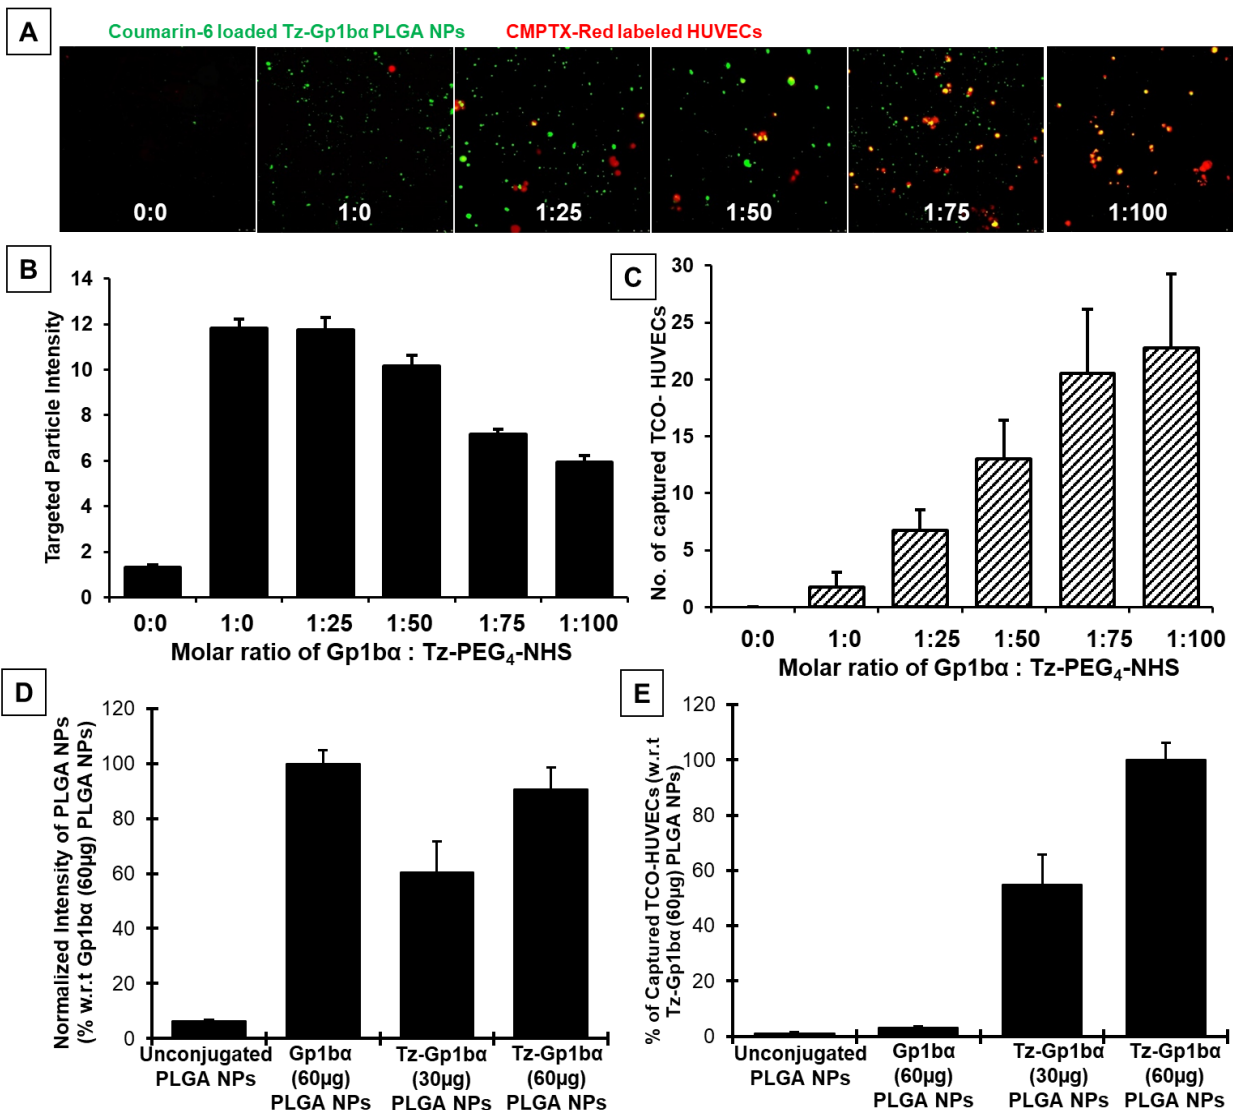 A
Coumarin-6 loaded Tz-Gp1bα PLGA NPs
CMPTX-Red labeled HUVECs
0:0
1:0
1:25
1:50
1:75
1:100
B
Targeted Particle Intensity
14
12
10
8
6
4
2
0
0:0
1:0
1:25
1:50
1:75
1:100
Molar ratio of Gp1bα : Tz-PEG4-NHS
C
No. of captured TCO- HUVECs
30
25
20
15
10
5
0
0:0
1:0
1:25
1:50
1:75
1:100
Molar ratio of Gp1bα : Tz-PEG4-NHS
D
Normalized Intensity of PLGA NPs
(% w.r.t Gp1bα (60µg) PLGA NPs)
120
100
80
60
40
20
0
Unconjugated
PLGA NPs
Gp1bα
(60µg)
PLGA NPs
Tz-Gp1bα
(30µg)
PLGA NPs
Tz-Gp1bα
(60µg)
PLGA NPs
E
% of Captured TCO-HUVECs (w.r.t
Tz-Gp1bα (60µg) PLGA NPs)
120
100
80
60
40
20
0
Unconjugated
PLGA NPs
Gp1bα
(60µg)
PLGA NPs
Tz-Gp1bα
(30µg)
PLGA NPs
Tz-Gp1bα
(60µg)
PLGA NPs